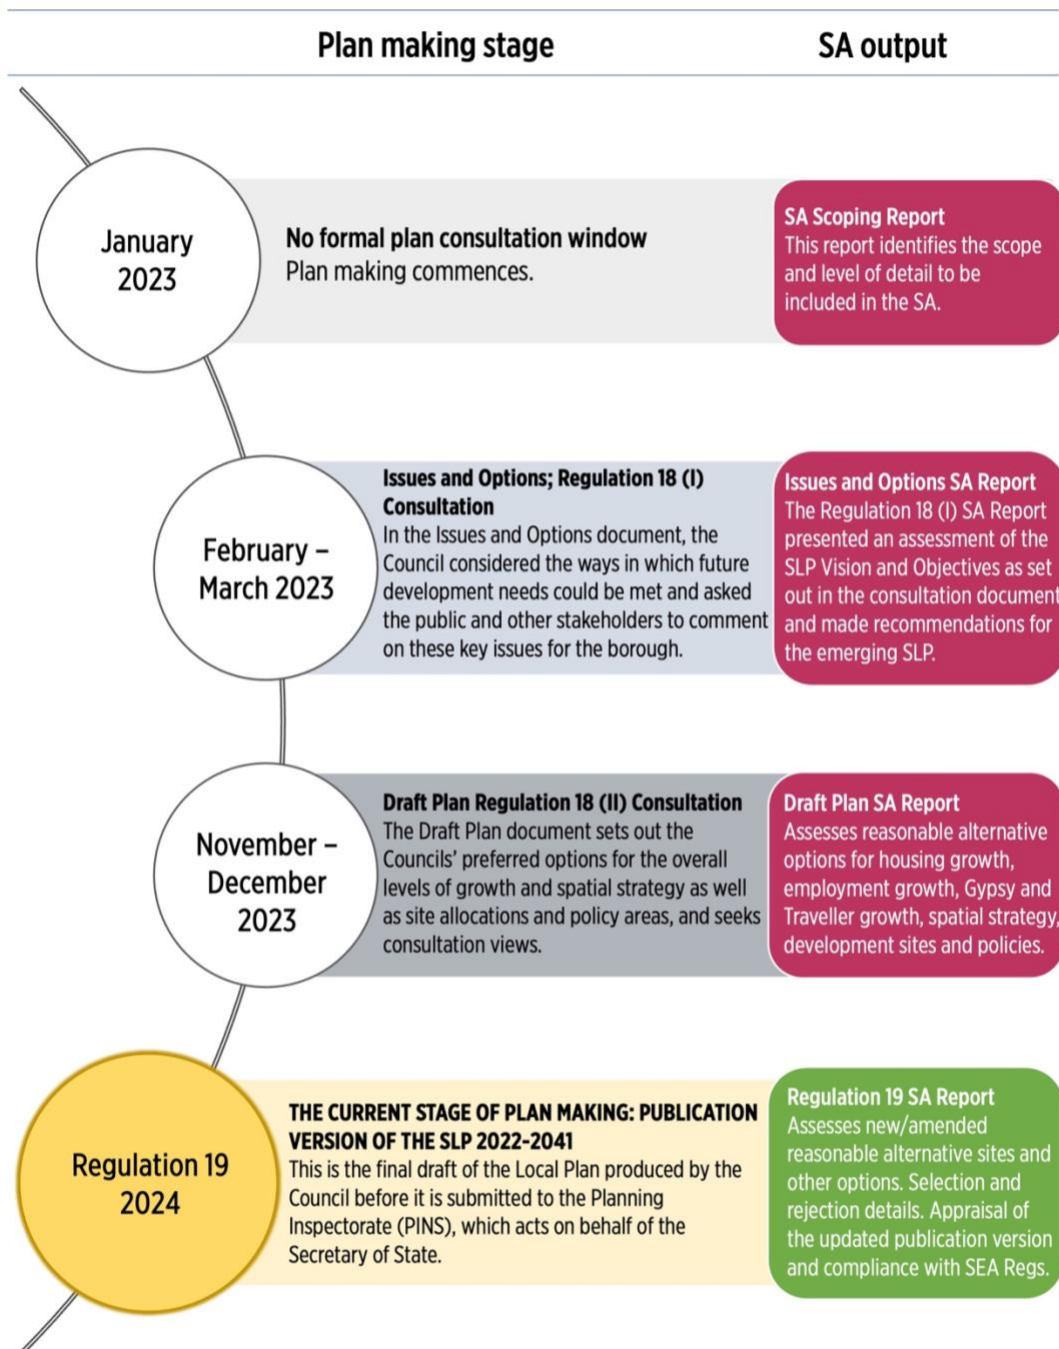 Plan making stage
SA output
January
2023
No formal plan consultation window
Plan making commences.
SA Scoping Report
This report identifies the scope
and level of detail to be
included in the SA.
February –
March 2023
Issues and Options; Regulation 18 (I)
Consultation
In the Issues and Options document, the
Council considered the ways in which future
development needs could be met and asked
the public and other stakeholders to comment
on these key issues for the borough.
Issues and Options SA Report
The Regulation 18 (I) SA Report
presented an assessment of the
SLP Vision and Objectives as set
out in the consultation document
and made recommendations for
the emerging SLP.
November –
December
2023
Draft Plan Regulation 18 (II) Consultation
The Draft Plan document sets out the
Councils’ preferred options for the overall
levels of growth and spatial strategy as well
as site allocations and policy areas, and seeks
consultation views.
Draft Plan SA Report
Assesses reasonable alternative
options for housing growth,
employment growth, Gypsy and
Traveller growth, spatial strategy,
development sites and policies.
Regulation 19
2024
THE CURRENT STAGE OF PLAN MAKING: PUBLICATION
VERSION OF THE SLP 2022-2041
This is the final draft of the Local Plan produced by the
Council before it is submitted to the Planning
Inspectorate (PINS), which acts on behalf of the
Secretary of State.
Regulation 19 SA Report
Assesses new/amended
reasonable alternative sites and
other options. Selection and
rejection details. Appraisal of
the updated publication version
and compliance with SEA Regs.